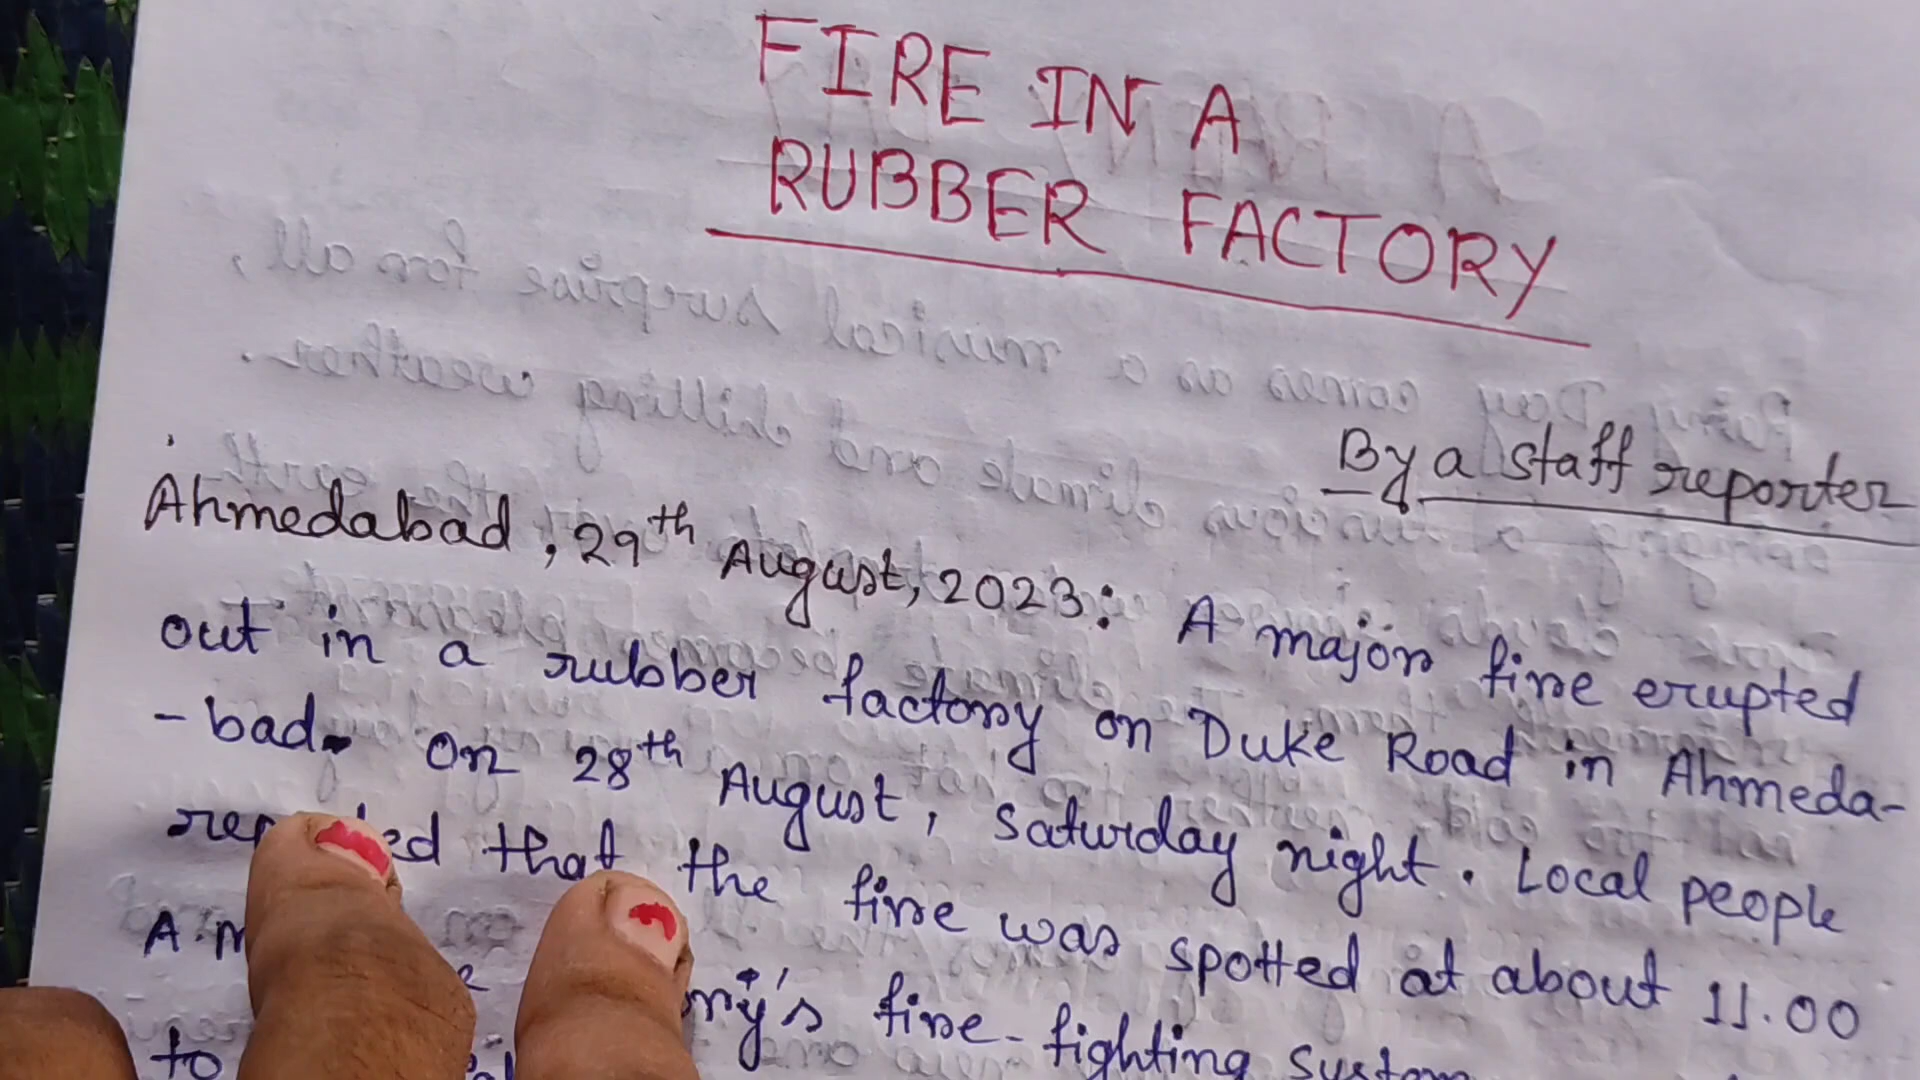 FIRE IN A
RUBBER FACTORY
By a staff reporter
Ahmedabad, 29th August, 2023: A major fire erupted
out in a rubber factory on Duke Road in Ahmeda-
-bad. On 28th August, Saturday night. Local people
that the fire was spotted at about 11.00
A.M
to fire-fighting system